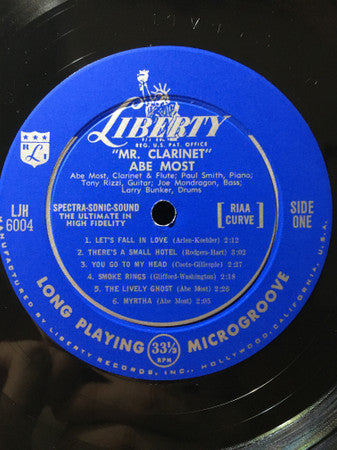 LIBERTY
REG. U.S. PAT. OFFICE
"MR. CLARINET"
ABE MOST
Abe Most, Clarinet & Flute; Paul Smith, Piano;
Tony Rizzi, Guitar; Joe Mondragon, Bass;
Larry Bunker, Drums
LJH
6004
SPECTRA-SONIC-SOUND
THE ULTIMATE IN
HIGH FIDELITY
[ RIAA
CURVE ]
SIDE
ONE
1. LET'S FALL IN LOVE (Arlen-Koehler) 2:12
2. THERE'S A SMALL HOTEL (Rodgers-Hart) 3:02
3. YOU GO TO MY HEAD (Coots-Gillespie) 2:27
4. SMOKE RINGS (Gifford-Washington) 2:18
5. THE LIVELY GHOST (Abe Most) 2:26
6. MYRTHA (Abe Most) 2:05
LONG PLAYING 33⅓ RPM MICROGROOVE
MANUFACTURED BY LIBERTY RECORDS, INC., HOLLYWOOD, CALIFORNIA, U.S.A.